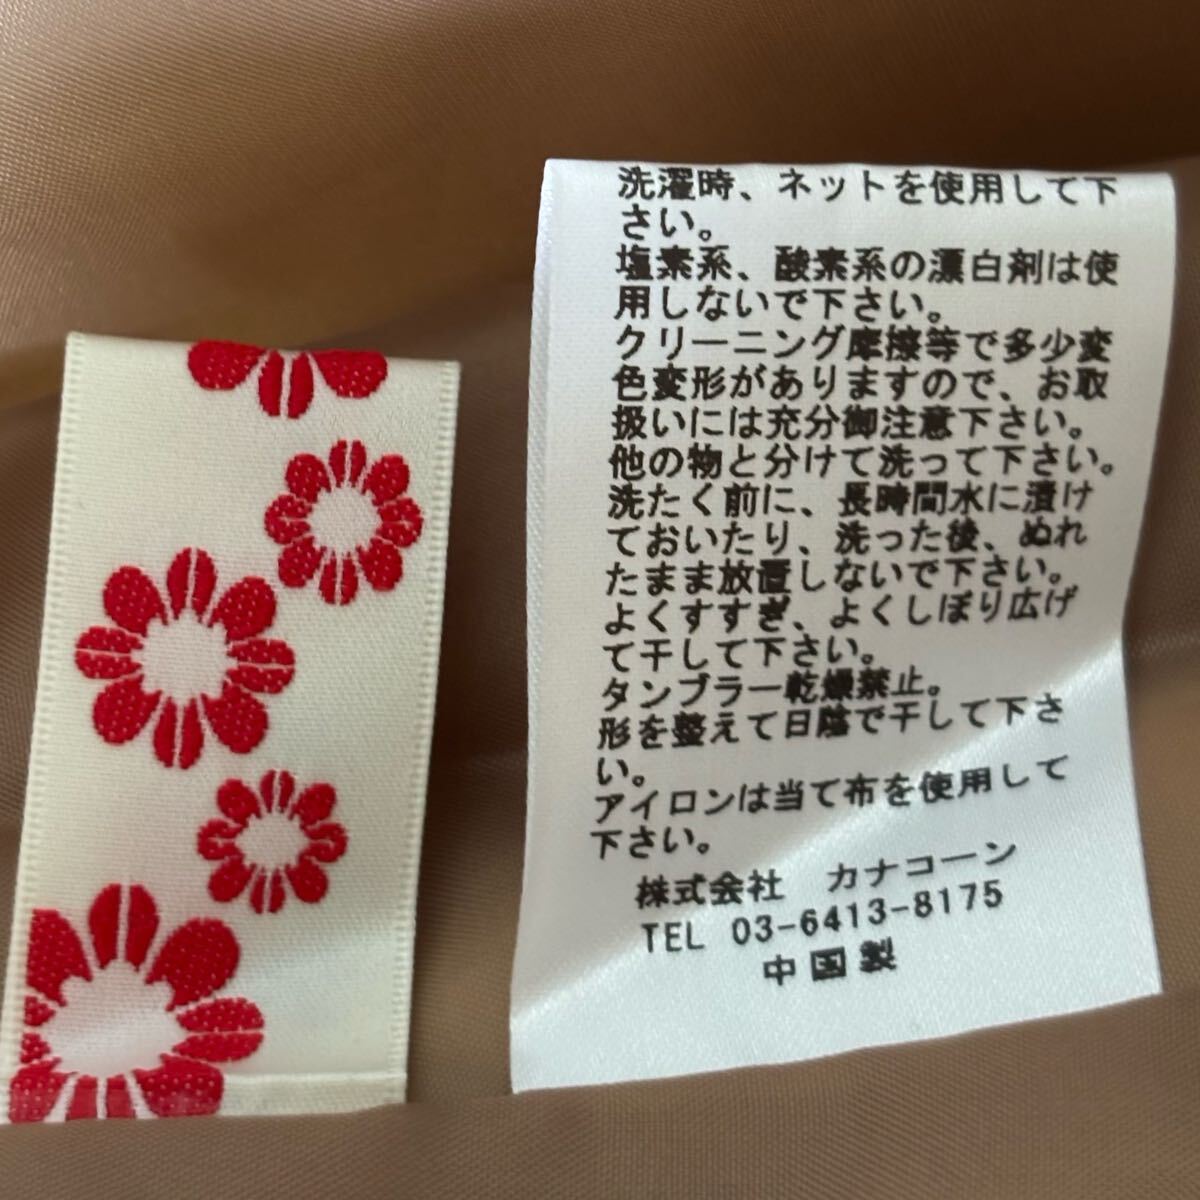 洗濯時、ネットを使用して下
さい。
塩素系、酸素系の漂白剤は使
用しないで下さい。
クリーニング摩擦等で多少変
色変形がありますので、お取
扱いには充分御注意下さい。
他の物と分けて洗って下さい。
洗たく前に、長時間水に漬け
ておいたり、洗った後、ぬれ
たまま放置しないで下さい。
よくすすぎ、よくしぼり広げ
て干して下さい。
タンブラー乾燥禁止。
形を整えて日陰で干して下さ
い。
アイロンは当て布を使用して
下さい。
株式会社 カナコーン
TEL 03-6413-8175
中国製